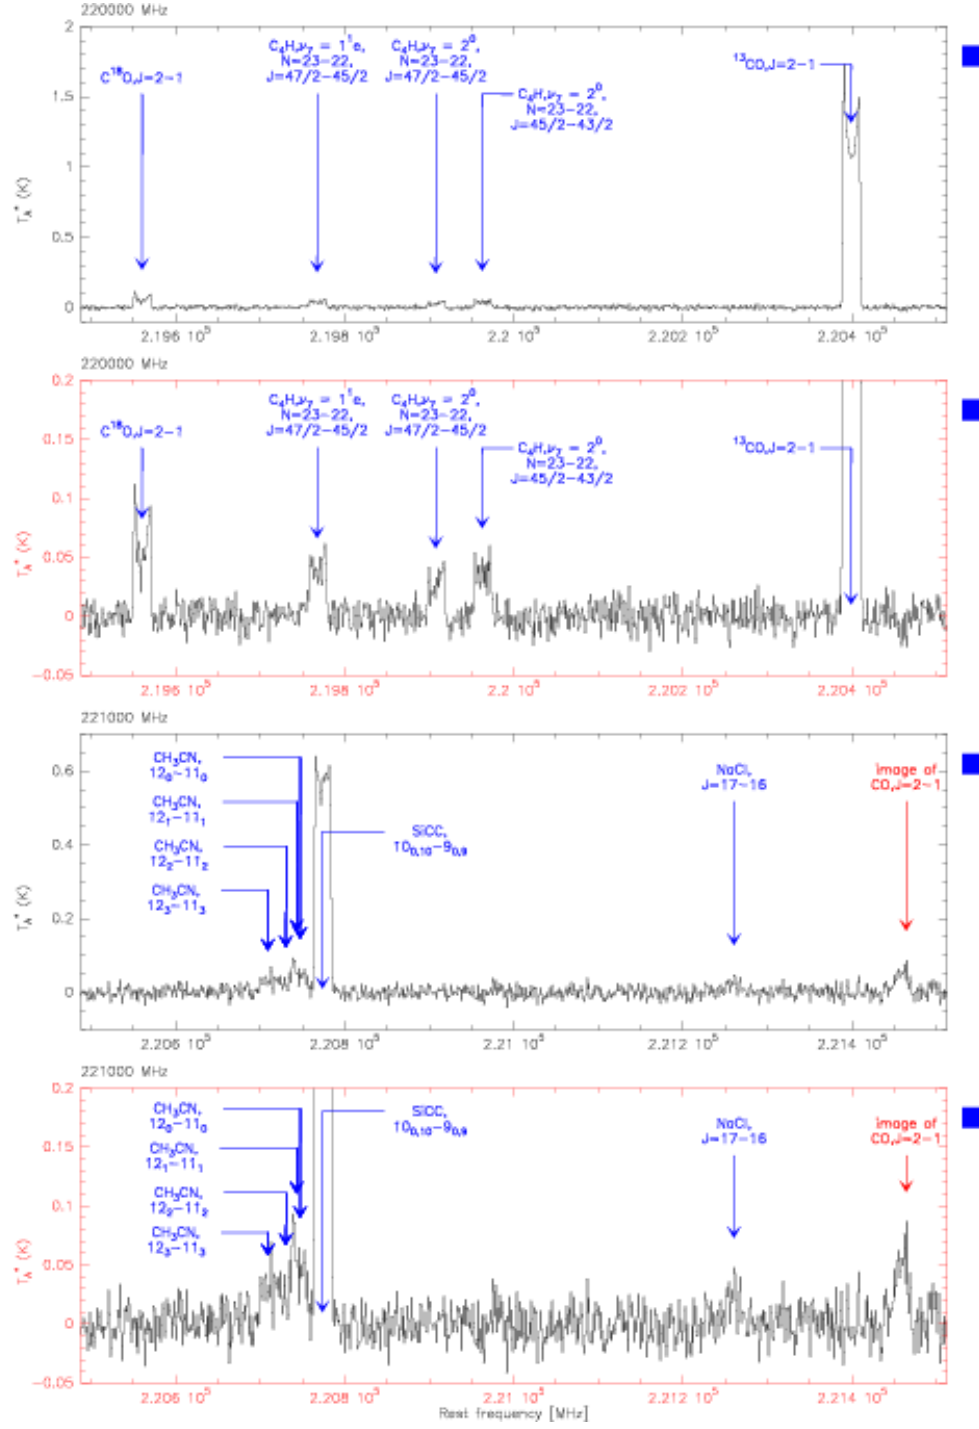 220000 MHz
2
1.5
1
0.5
0
T_A* (K)
C¹⁸O,J=2-1
C₄H,ν₇ = 1¹e,
N=23-22,
J=47/2-45/2
C₄H,ν₇ = 2⁰,
N=23-22,
J=47/2-45/2
C₄H,ν₇ = 2⁰,
N=23-22,
J=45/2-43/2
¹³CO,J=2-1
2.196 10⁵ 2.198 10⁵ 2.2 10⁵ 2.202 10⁵ 2.204 10⁵
220000 MHz
0.2
0.15
0.1
0.05
0
-0.05
T_A* (K)
C¹⁸O,J=2-1
C₄H,ν₇ = 1¹e,
N=23-22,
J=47/2-45/2
C₄H,ν₇ = 2⁰,
N=23-22,
J=47/2-45/2
C₄H,ν₇ = 2⁰,
N=23-22,
J=45/2-43/2
¹³CO,J=2-1
2.196 10⁵ 2.198 10⁵ 2.2 10⁵ 2.202 10⁵ 2.204 10⁵
221000 MHz
0.6
0.4
0.2
0
T_A* (K)
CH₃CN,
12₀-11₀
CH₃CN,
12₁-11₁
CH₃CN,
12₂-11₂
CH₃CN,
12₃-11₃
SiCC,
10₀,₁₀-9₀,₉
NaCl,
J=17-16
image of
CO,J=2-1
2.206 10⁵ 2.208 10⁵ 2.21 10⁵ 2.212 10⁵ 2.214 10⁵
221000 MHz
0.2
0.15
0.1
0.05
0
-0.05
T_A* (K)
CH₃CN,
12₀-11₀
CH₃CN,
12₁-11₁
CH₃CN,
12₂-11₂
CH₃CN,
12₃-11₃
SiCC,
10₀,₁₀-9₀,₉
NaCl,
J=17-16
image of
CO,J=2-1
2.206 10⁵ 2.208 10⁵ 2.21 10⁵ 2.212 10⁵ 2.214 10⁵
Rest frequency [MHz]